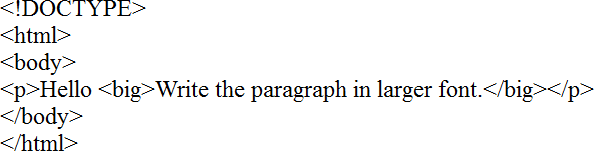 <!DOCTYPE>
<html>
<body>
<p>Hello <big>Write the paragraph in larger font.</big></p>
</body>
</html>